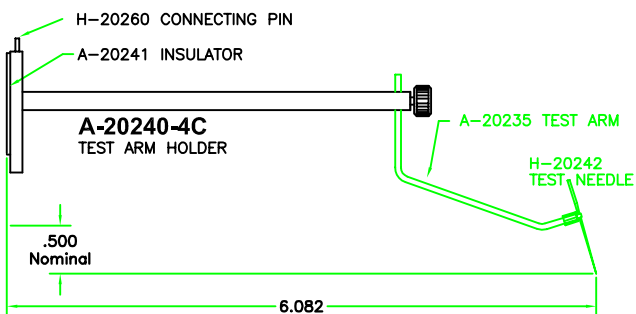 H-20260 CONNECTING PIN
A-20241 INSULATOR
A-20240-4C
TEST ARM HOLDER
A-20235 TEST ARM
H-20242
TEST NEEDLE
.500
Nominal
6.082